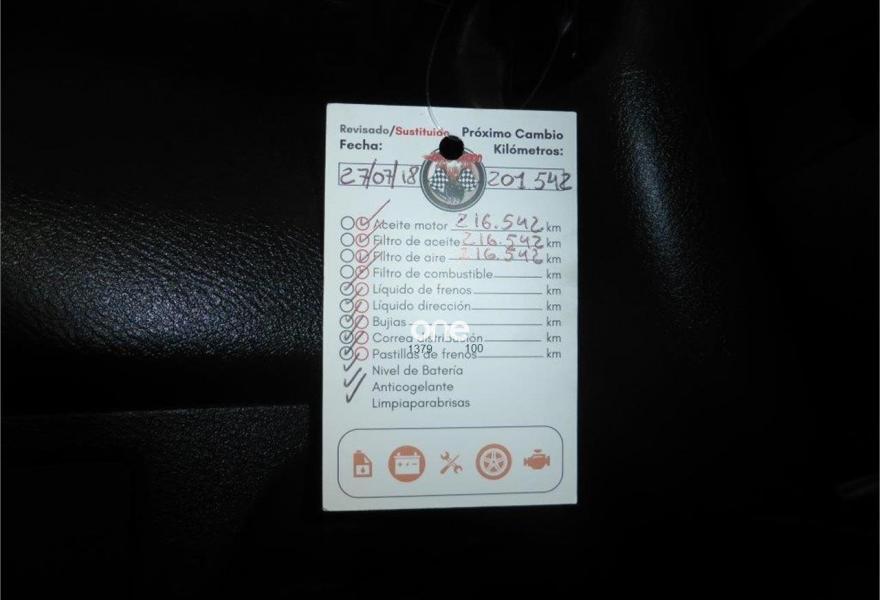 Revisado/Sustituido Próximo Cambio
Fecha: Kilómetros:
27/07/18 201.542
Aceite motor 216.542 km
Filtro de aceite 216.542 km
Filtro de aire 216.542 km
Filtro de combustible km
Líquido de frenos km
Líquido dirección km
Bujias km
one
Correa distribución km
1379 100
Pastillas de frenos km
Nivel de Batería
Anticogelante
Limpiaparabrisas